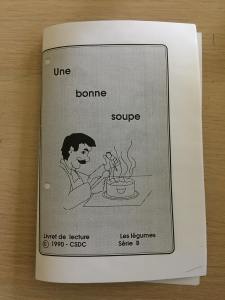 Une
bonne
soupe
Livret de lecture Les légumes
© 1990 - CSDC Série B